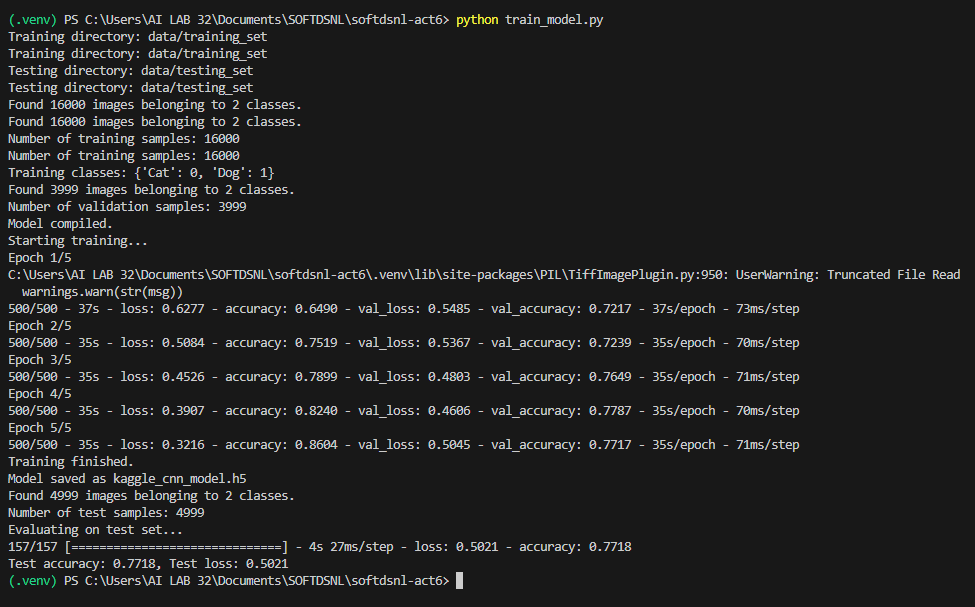 (.venv) PS C:\Users\AI LAB 32\Documents\SOFTDSNL\softdsnl-act6> python train_model.py
Training directory: data/training_set
Training directory: data/training_set
Testing directory: data/testing_set
Testing directory: data/testing_set
Found 16000 images belonging to 2 classes.
Found 16000 images belonging to 2 classes.
Number of training samples: 16000
Number of training samples: 16000
Training classes: {'Cat': 0, 'Dog': 1}
Found 3999 images belonging to 2 classes.
Number of validation samples: 3999
Model compiled.
Starting training...
Epoch 1/5
C:\Users\AI LAB 32\Documents\SOFTDSNL\softdsnl-act6\.venv\lib\site-packages\PIL\TiffImagePlugin.py:950: UserWarning: Truncated File Read
  warnings.warn(str(msg))
500/500 - 37s - loss: 0.6277 - accuracy: 0.6490 - val_loss: 0.5485 - val_accuracy: 0.7217 - 37s/epoch - 73ms/step
Epoch 2/5
500/500 - 35s - loss: 0.5084 - accuracy: 0.7519 - val_loss: 0.5367 - val_accuracy: 0.7239 - 35s/epoch - 70ms/step
Epoch 3/5
500/500 - 35s - loss: 0.4526 - accuracy: 0.7899 - val_loss: 0.4803 - val_accuracy: 0.7649 - 35s/epoch - 71ms/step
Epoch 4/5
500/500 - 35s - loss: 0.3907 - accuracy: 0.8240 - val_loss: 0.4606 - val_accuracy: 0.7787 - 35s/epoch - 70ms/step
Epoch 5/5
500/500 - 35s - loss: 0.3216 - accuracy: 0.8604 - val_loss: 0.5045 - val_accuracy: 0.7717 - 35s/epoch - 71ms/step
Training finished.
Model saved as kaggle_cnn_model.h5
Found 4999 images belonging to 2 classes.
Number of test samples: 4999
Evaluating on test set...
157/157 [==============================] - 4s 27ms/step - loss: 0.5021 - accuracy: 0.7718
Test accuracy: 0.7718, Test loss: 0.5021
(.venv) PS C:\Users\AI LAB 32\Documents\SOFTDSNL\softdsnl-act6>